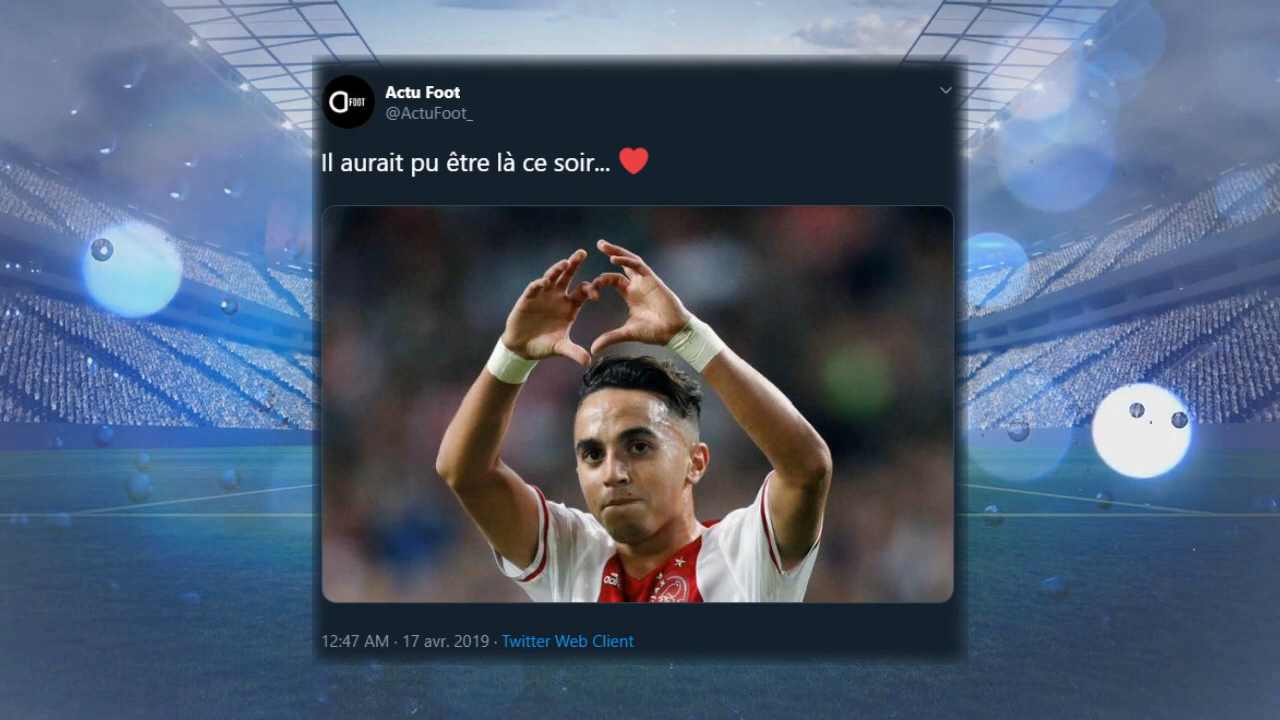 FOOT
Actu Foot
@ActuFoot_
Il aurait pu être là ce soir... ❤️
12:47 AM · 17 avr. 2019 · Twitter Web Client